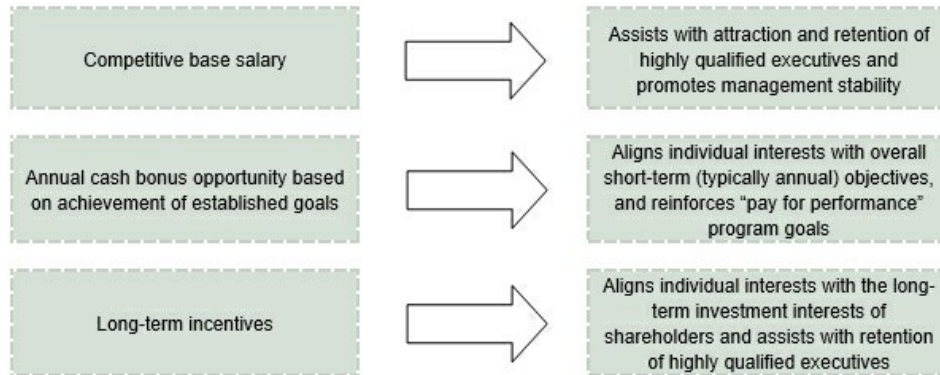 Competitive base salary
Assists with attraction and retention of
highly qualified executives and
promotes management stability
Annual cash bonus opportunity based
on achievement of established goals
Aligns individual interests with overall
short-term (typically annual) objectives,
and reinforces “pay for performance”
program goals
Long-term incentives
Aligns individual interests with the long-
term investment interests of
shareholders and assists with retention
of highly qualified executives